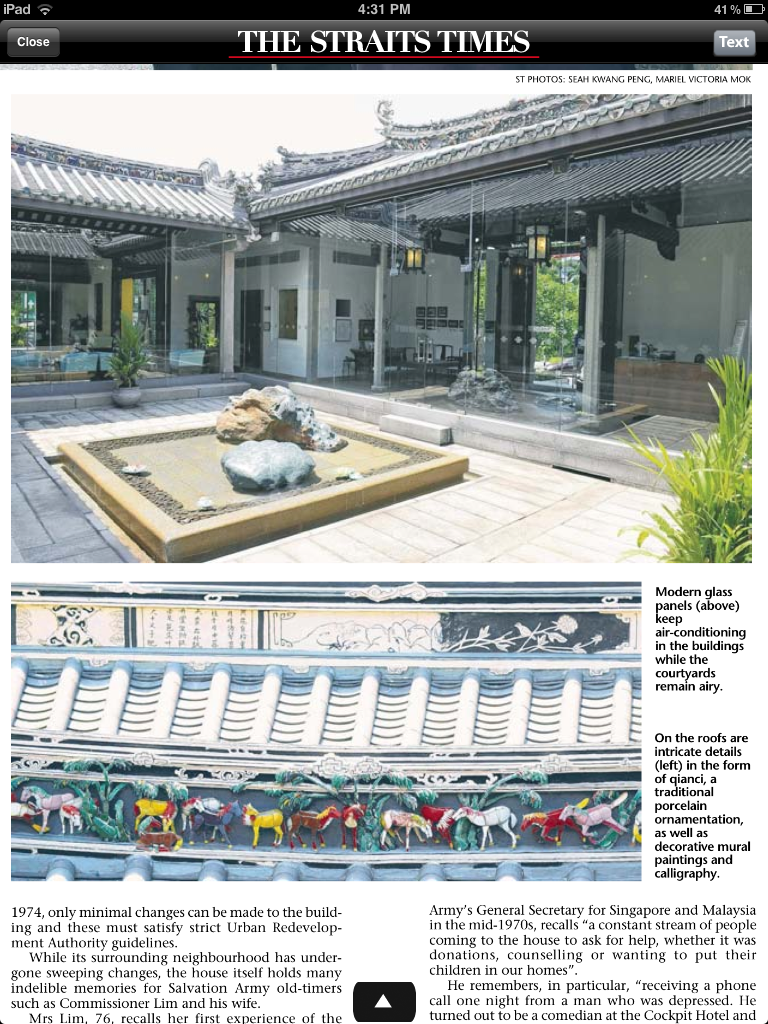 iPad
4:31 PM
41 %
Close
THE STRAITS TIMES
Text
ST PHOTOS: SEAH KWANG PENG, MARIEL VICTORIA MOK
Modern glass
panels (above)
keep
air-conditioning
in the buildings
while the
courtyards
remain airy.
On the roofs are
intricate details
(left) in the form
of qianci, a
traditional
porcelain
ornamentation,
as well as
decorative mural
paintings and
calligraphy.
1974, only minimal changes can be made to the build-
ing and these must satisfy strict Urban Redevelop-
ment Authority guidelines.
While its surrounding neighbourhood has under-
gone sweeping changes, the house itself holds many
indelible memories for Salvation Army old-timers
such as Commissioner Lim and his wife.
Mrs Lim, 76, recalls her first experience of the
Army's General Secretary for Singapore and Malaysia
in the mid-1970s, recalls "a constant stream of people
coming to the house to ask for help, whether it was
donations, counselling or wanting to put their
children in our homes".
He remembers, in particular, "receiving a phone
call one night from a man who was depressed. He
turned out to be a comedian at the Cockpit Hotel and